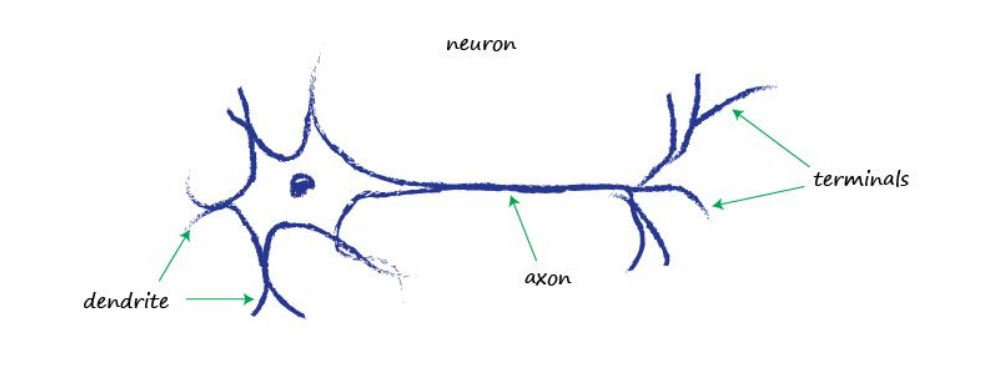 neuron
terminals
axon
dendrite